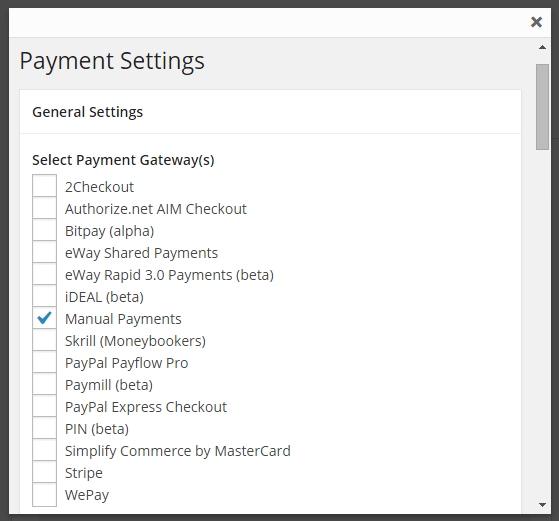 Payment Settings
General Settings
Select Payment Gateway(s)
2Checkout
Authorize.net AIM Checkout
Bitpay (alpha)
eWay Shared Payments
eWay Rapid 3.0 Payments (beta)
iDEAL (beta)
Manual Payments
Skrill (Moneybookers)
PayPal Payflow Pro
Paymill (beta)
PayPal Express Checkout
PIN (beta)
Simplify Commerce by MasterCard
Stripe
WePay